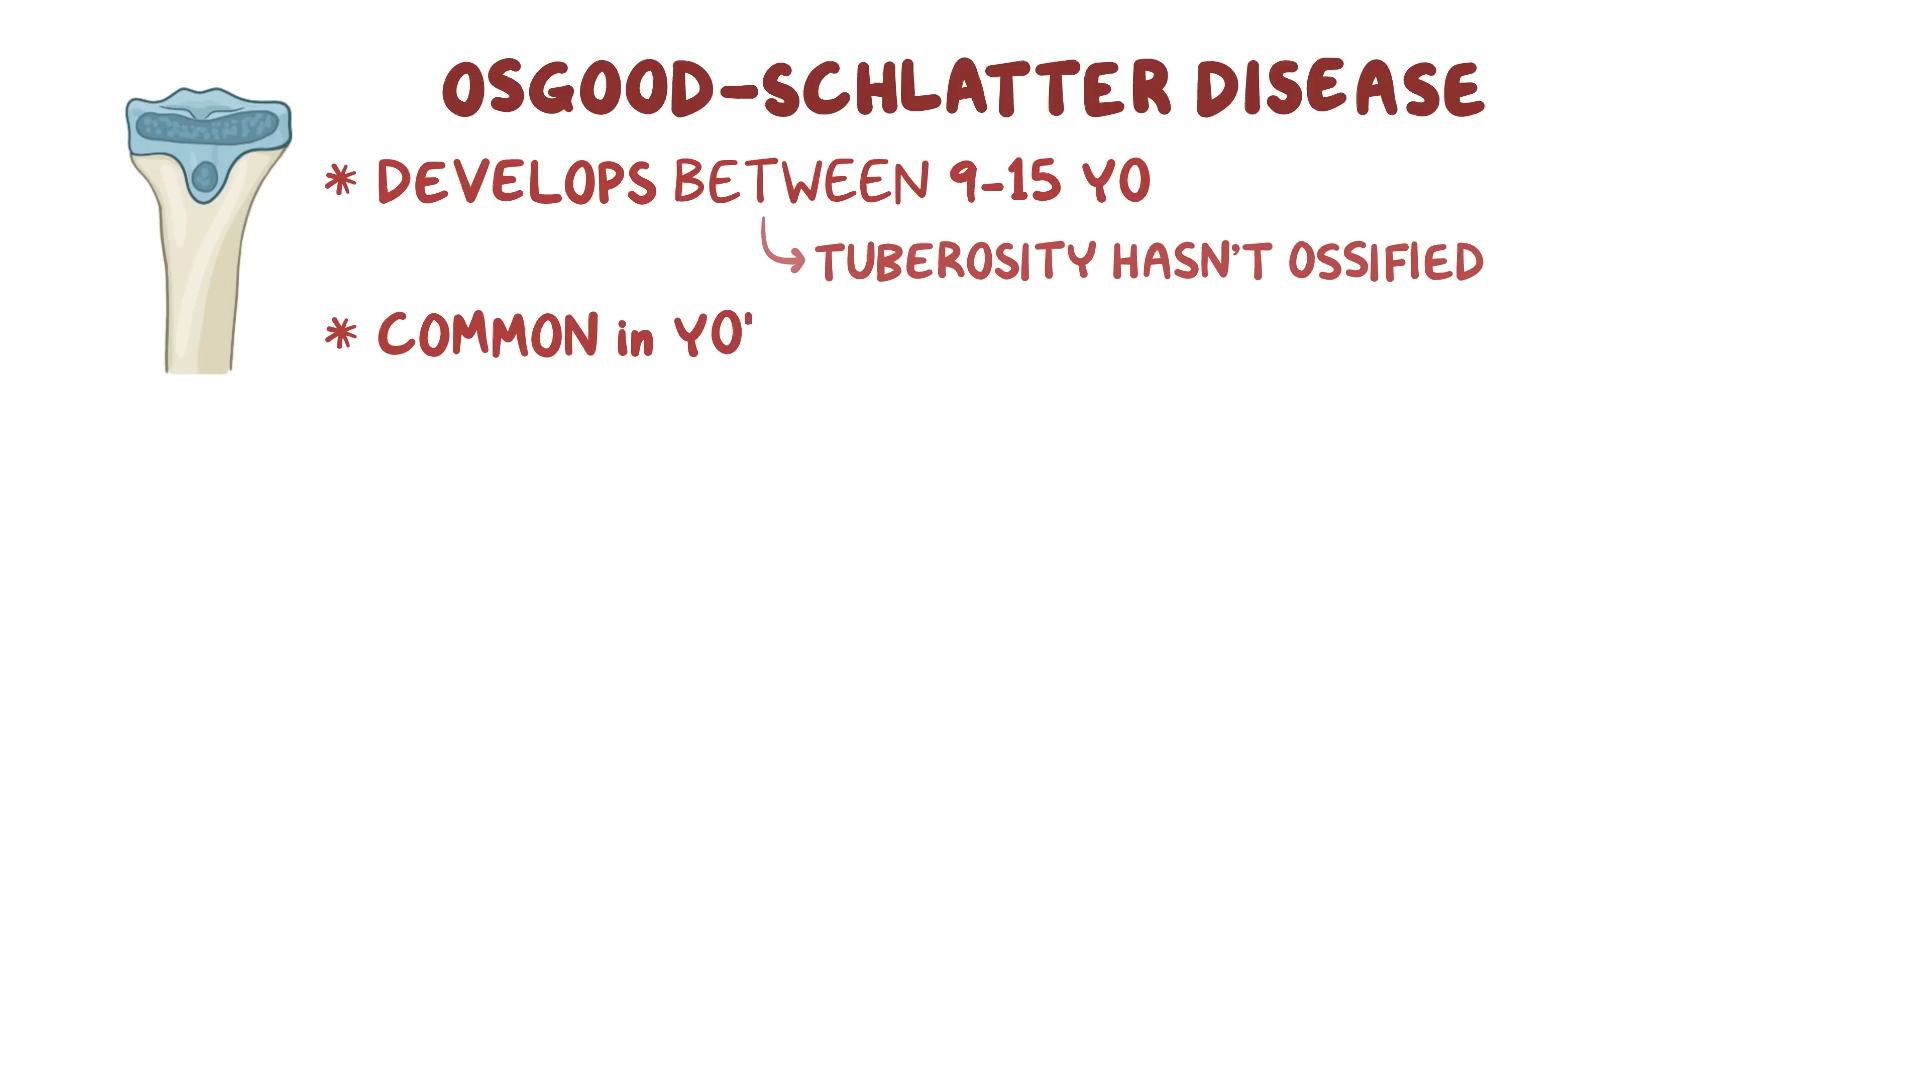 OSGOOD-SCHLATTER DISEASE
* DEVELOPS BETWEEN 9-15 YO
TUBEROSITY HASN'T OSSIFIED
* COMMON in YO